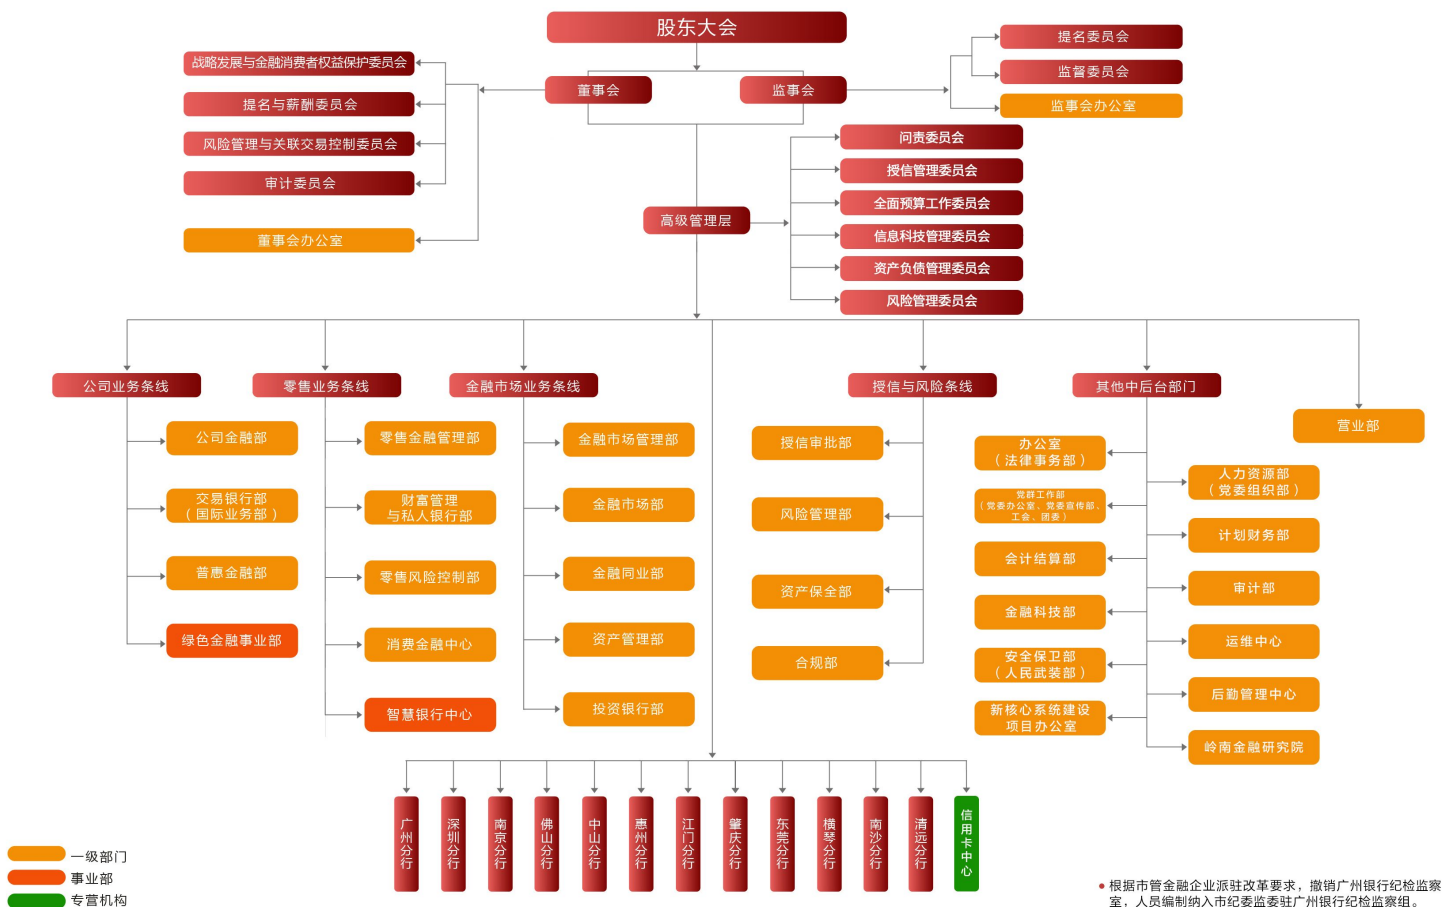 股东大会
董事会
监事会
战略发展与金融消费者权益保护委员会
提名与薪酬委员会
风险管理与关联交易控制委员会
审计委员会
董事会办公室
提名委员会
监督委员会
监事会办公室
高级管理层
问责委员会
授信管理委员会
全面预算工作委员会
信息科技管理委员会
资产负债管理委员会
风险管理委员会
公司业务条线
公司金融部
交易银行部
（国际业务部）
普惠金融部
绿色金融事业部
零售业务条线
零售金融管理部
财富管理
与私人银行部
零售风险控制部
消费金融中心
智慧银行中心
金融市场业务条线
金融市场管理部
金融市场部
金融同业部
资产管理部
投资银行部
授信与风险条线
授信审批部
风险管理部
资产保全部
合规部
其他中后台部门
办公室
（法律事务部）
党群工作部
（党委办公室、党委宣传部、
工会、团委）
会计结算部
金融科技部
安全保卫部
（人民武装部）
新核心系统建设
项目办公室
人力资源部
（党委组织部）
计划财务部
审计部
运维中心
后勤管理中心
岭南金融研究院
营业部
广州分行
深圳分行
南京分行
佛山分行
中山分行
惠州分行
江门分行
肇庆分行
东莞分行
横琴分行
南沙分行
清远分行
信用卡中心
一级部门
事业部
专营机构
● 根据市管金融企业派驻改革要求，撤销广州银行纪检监察
室，人员编制纳入市纪委监委驻广州银行纪检监察组。